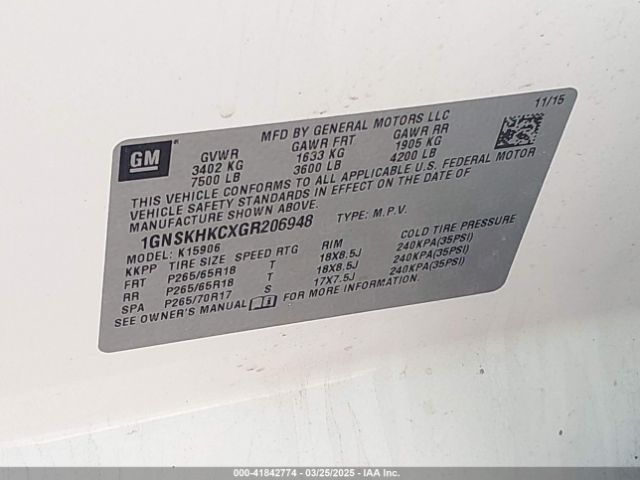 GM
11/15
MFD BY GENERAL MOTORS LLC
GVWR GAWR FRT GAWR RR
3402 KG 1633 KG 1905 KG
7500 LB 3600 LB 4200 LB
THIS VEHICLE CONFORMS TO ALL APPLICABLE U.S. FEDERAL MOTOR
VEHICLE SAFETY STANDARDS IN EFFECT ON THE DATE OF
MANUFACTURE SHOWN ABOVE.
1GNSKHKCXGR206948 TYPE: M.P.V.
MODEL: K15906
KKPP TIRE SIZE SPEED RTG RIM COLD TIRE PRESSURE
FRT P265/65R18 T 18X8.5J 240KPA(35PSI)
RR P265/65R18 T 18X8.5J 240KPA(35PSI)
SPA P265/70R17 S 17X7.5J 240KPA(35PSI)
SEE OWNER'S MANUAL FOR MORE INFORMATION.
000-41842774 — 03/25/2025 — IAA Inc.